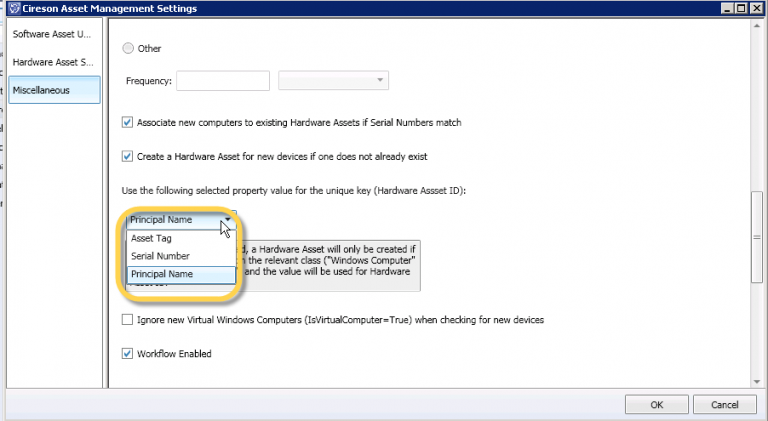 Cireson Asset Management Settings
Software Asset U...
Hardware Asset S...
Miscellaneous
Other
Frequency:
Associate new computers to existing Hardware Assets if Serial Numbers match
Create a Hardware Asset for new devices if one does not already exist
Use the following selected property value for the unique key (Hardware Assset ID):
Principal Name
Asset Tag
Serial Number
Principal Name
, a Hardware Asset will only be created if
the relevant class ("Windows Computer"
and the value will be used for Hardware
Ignore new Virtual Windows Computers (IsVirtualComputer=True) when checking for new devices
Workflow Enabled
OK
Cancel